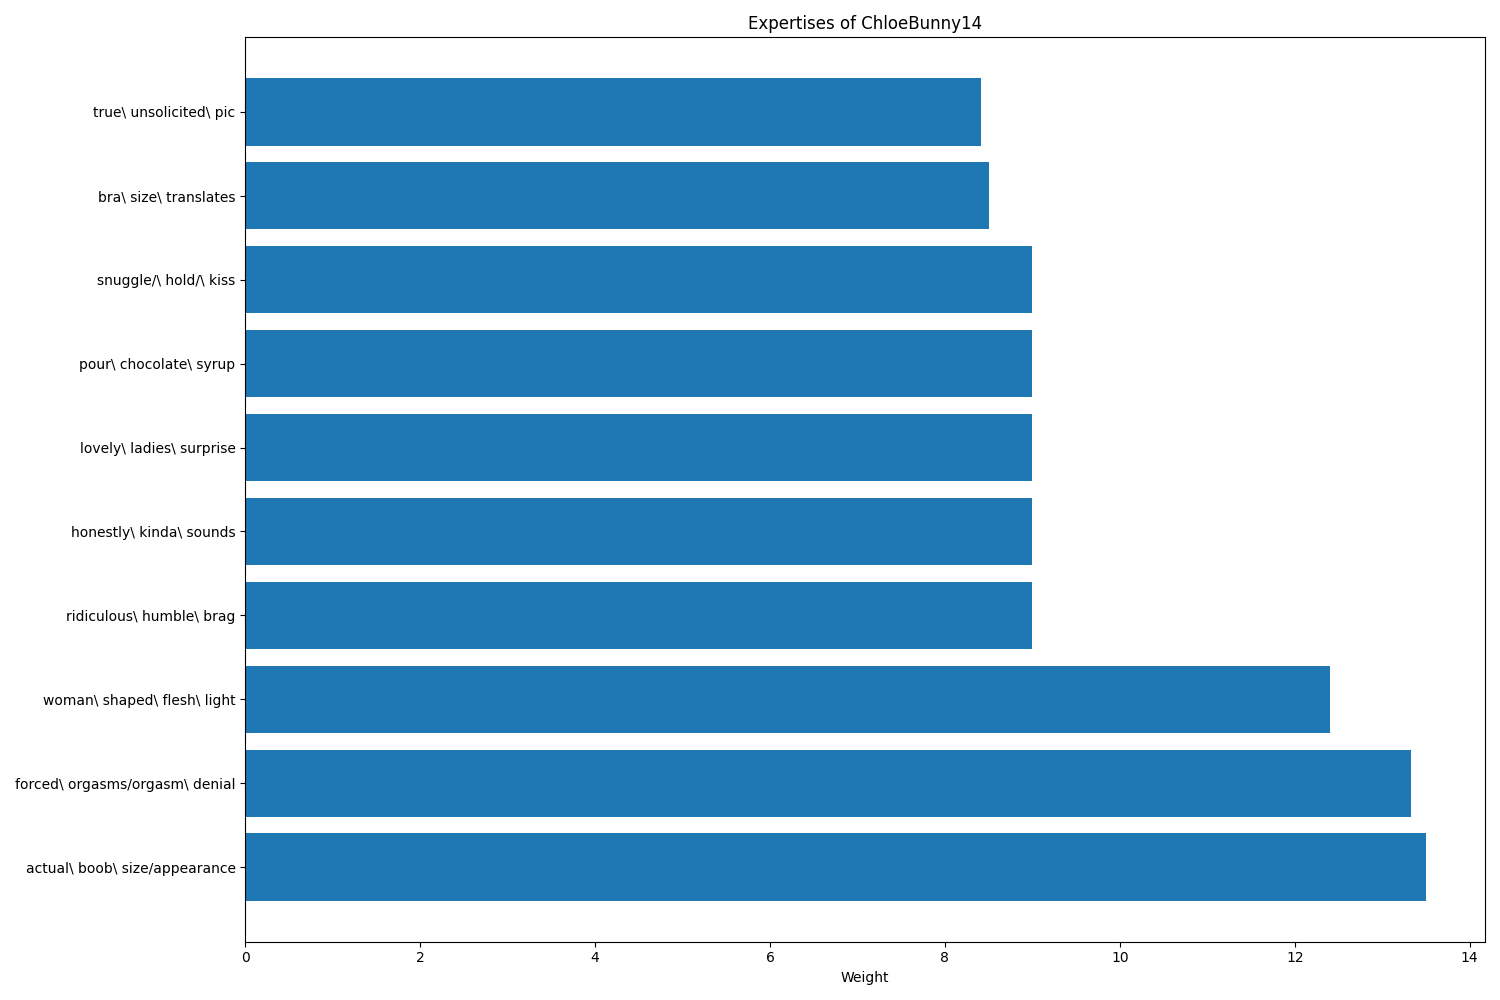 Expertises of ChloeBunny14
true\ unsolicited\ pic
bra\ size\ translates
snuggle/\ hold/\ kiss
pour\ chocolate\ syrup
lovely\ ladies\ surprise
honestly\ kinda\ sounds
ridiculous\ humble\ brag
woman\ shaped\ flesh\ light
forced\ orgasms/orgasm\ denial
actual\ boob\ size/appearance
0 2 4 6 8 10 12 14
Weight